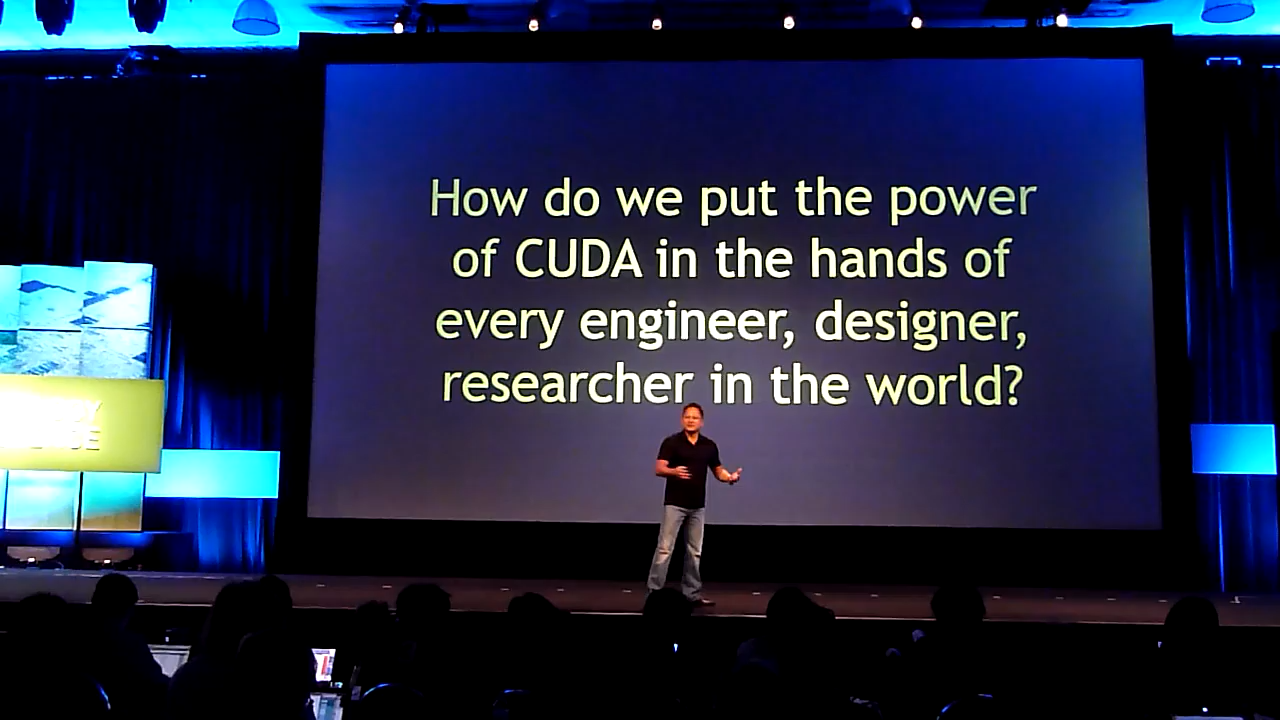 How do we put the power
of CUDA in the hands of
every engineer, designer,
researcher in the world?